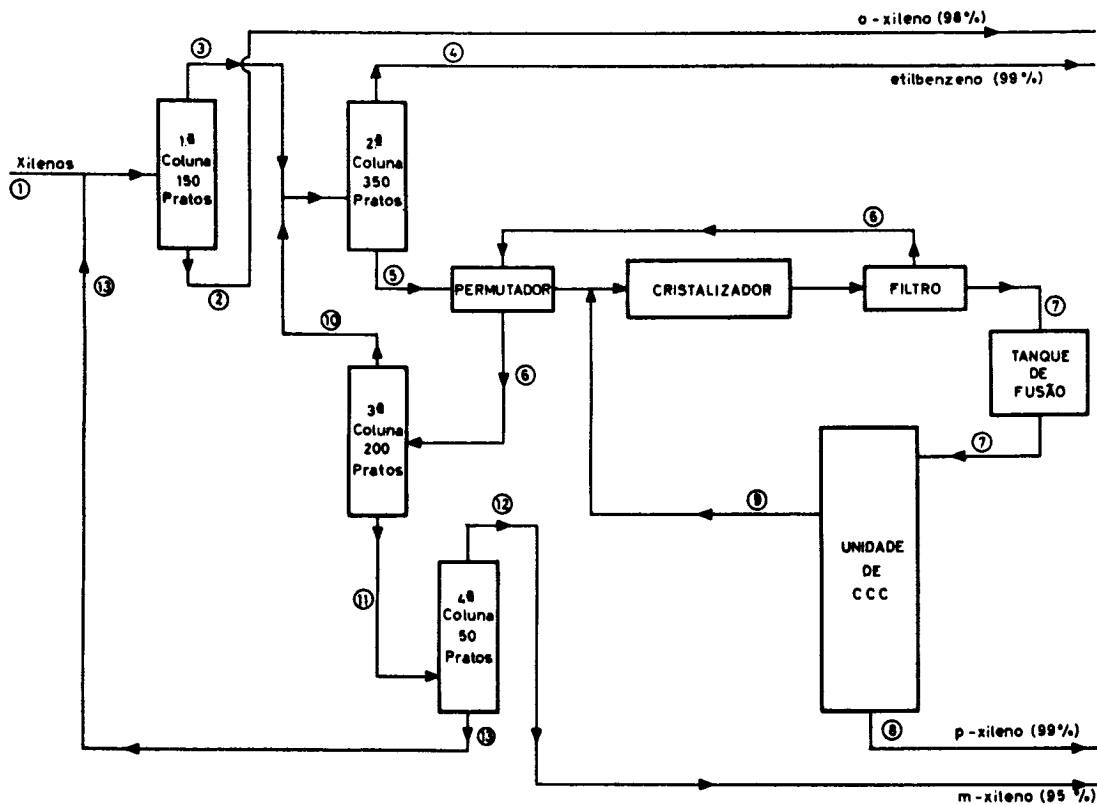 o-xileno (98%)
③
④
etilbenzeno (99%)
1.ª
Coluna
150
Pratos
2.ª
Coluna
350
Pratos
Xilenos
①
⑥
⑤
PERMUTADOR
CRISTALIZADOR
FILTRO
⑬
②
⑦
⑩
⑥
TANQUE
DE
FUSÃO
3ª
Coluna
200
Pratos
⑦
⑨
⑫
UNIDADE
DE
CCC
⑪
4ª
Coluna
50
Pratos
⑬
⑧
p-xileno (99%)
m-xileno (95%)